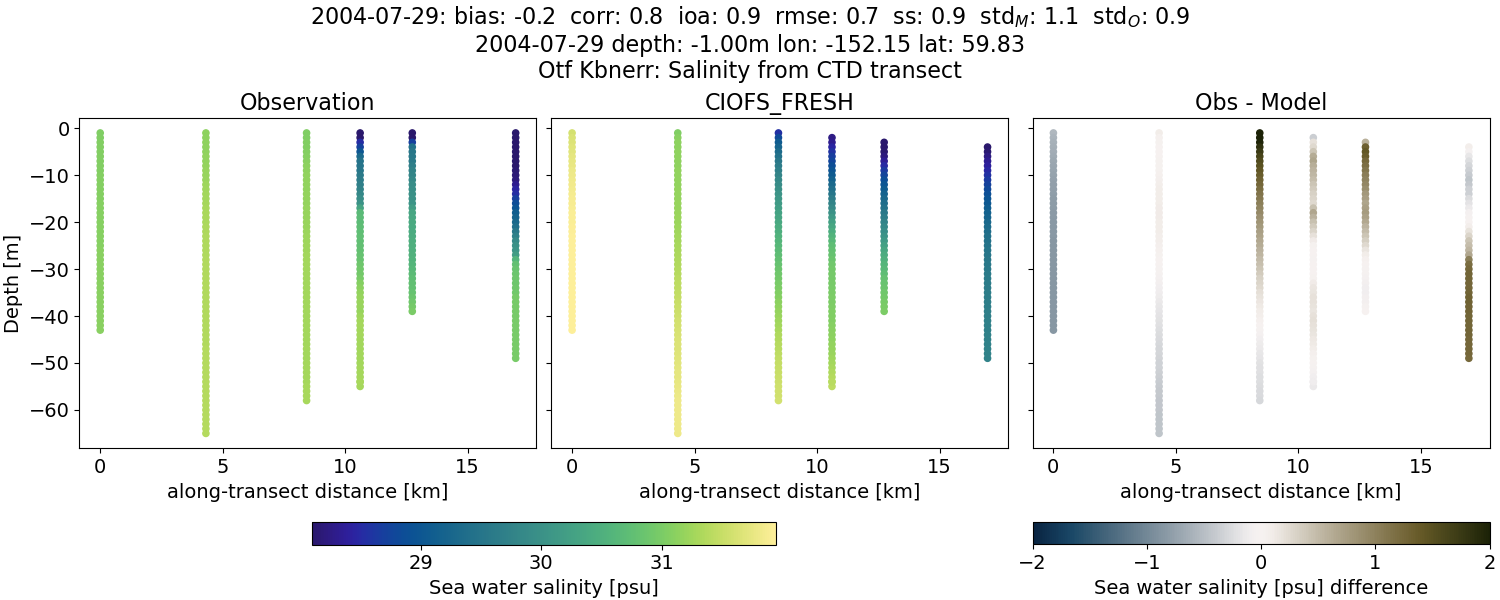 2004-07-29: bias: -0.2 corr: 0.8 ioa: 0.9 rmse: 0.7 ss: 0.9 std_M: 1.1 std_O: 0.9
2004-07-29 depth: -1.00m lon: -152.15 lat: 59.83
Otf Kbnerr: Salinity from CTD transect
Observation CIOFS_FRESH Obs - Model
Depth [m]
0
−10
−20
−30
−40
−50
−60
0 5 10 15 0 5 10 15 0 5 10 15
along-transect distance [km] along-transect distance [km] along-transect distance [km]
29 30 31 −2 −1 0 1 2
Sea water salinity [psu] Sea water salinity [psu] difference